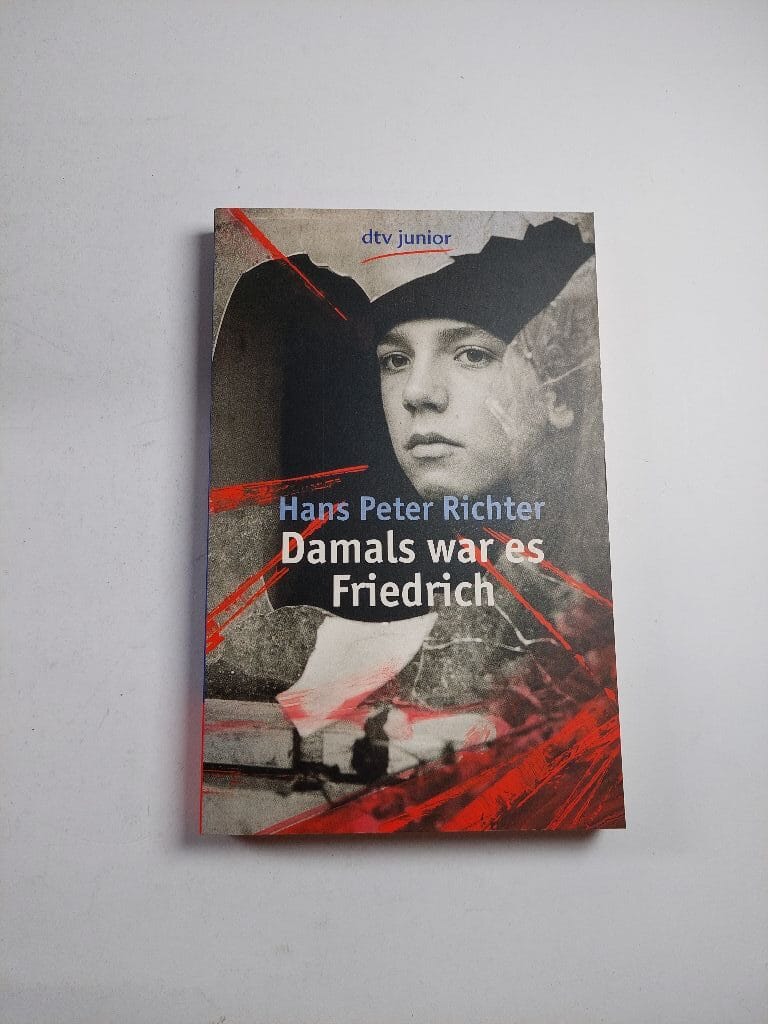 dtv junior
Hans Peter Richter
Damals war es
Friedrich